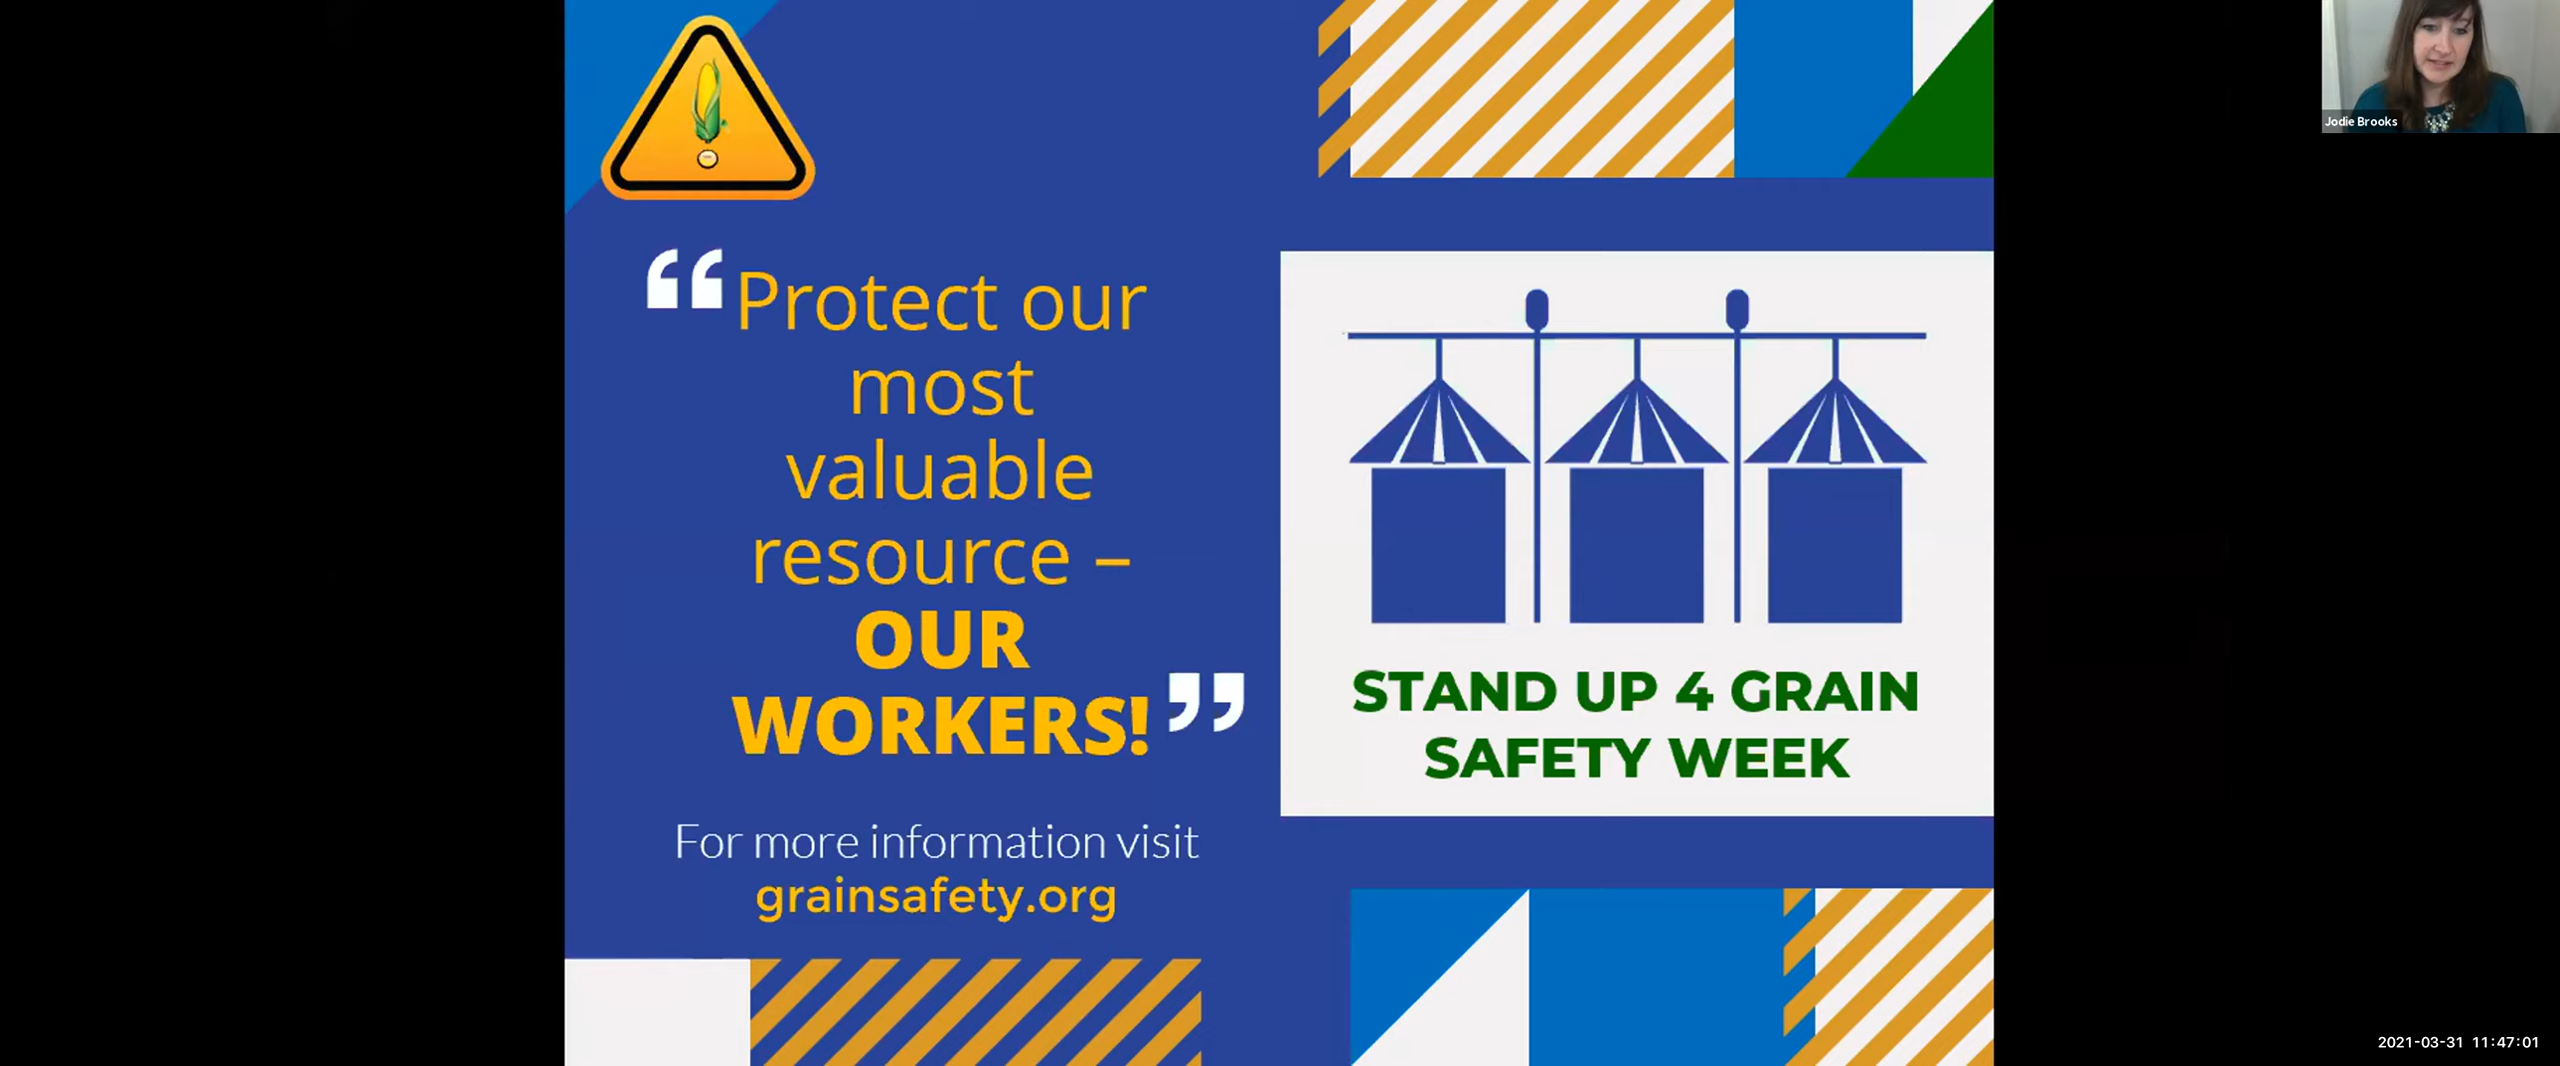 “Protect our
most
valuable
resource –
OUR
WORKERS!”
For more information visit
grainsafety.org
STAND UP 4 GRAIN
SAFETY WEEK
Jodie Brooks
2021-03-31 11:47:01